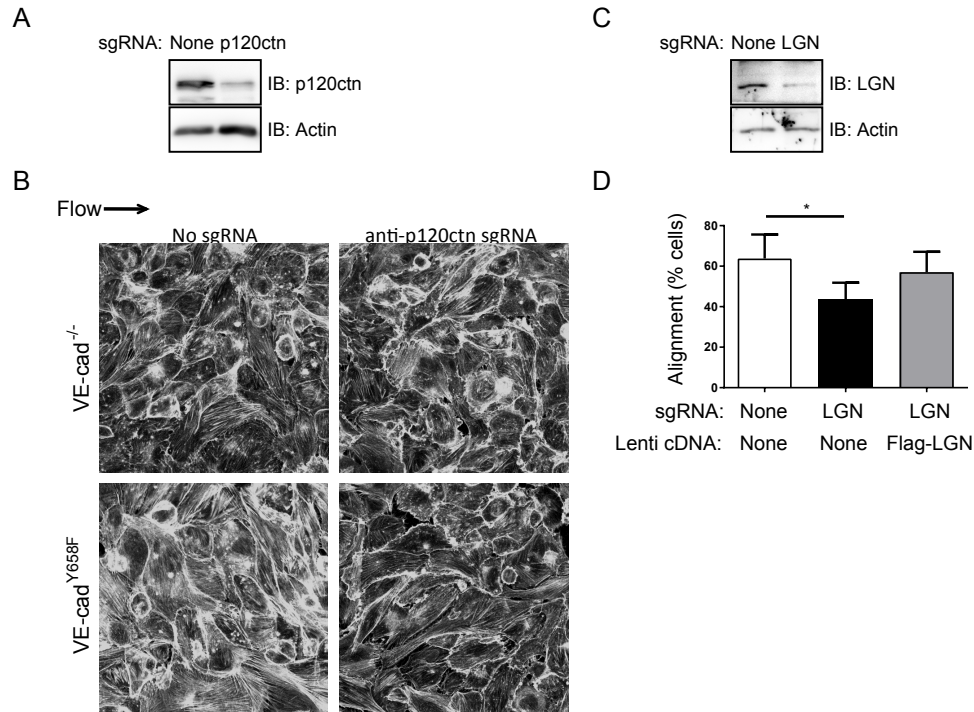 A
sgRNA: None p120ctn
IB: p120ctn
IB: Actin
B
Flow
No sgRNA
anti-p120ctn sgRNA
VE-cad-/-
VE-cadY658F
C
sgRNA: None LGN
IB: LGN
IB: Actin
D
*
Alignment (% cells)
80
60
40
20
0
sgRNA: None LGN LGN
Lenti cDNA: None None Flag-LGN